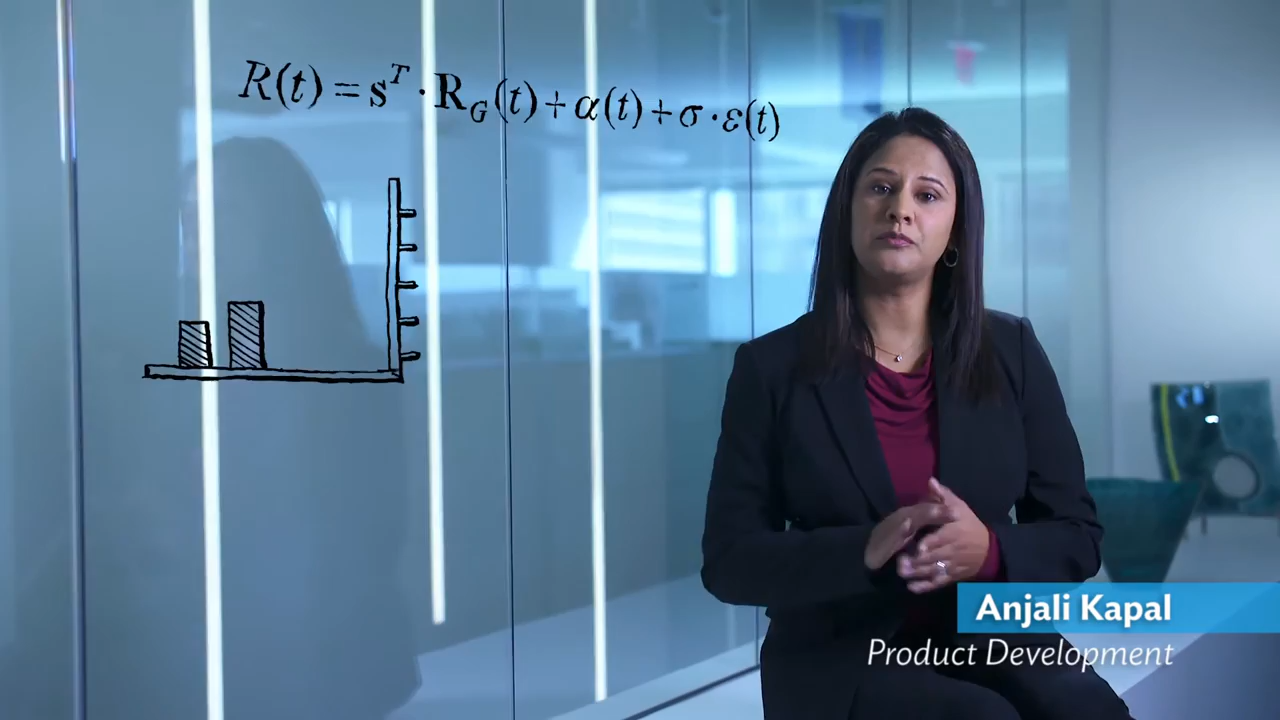 R(t) = s^T · R_G(t) + α(t) + σ · ε(t)
Anjali Kapal
Product Development